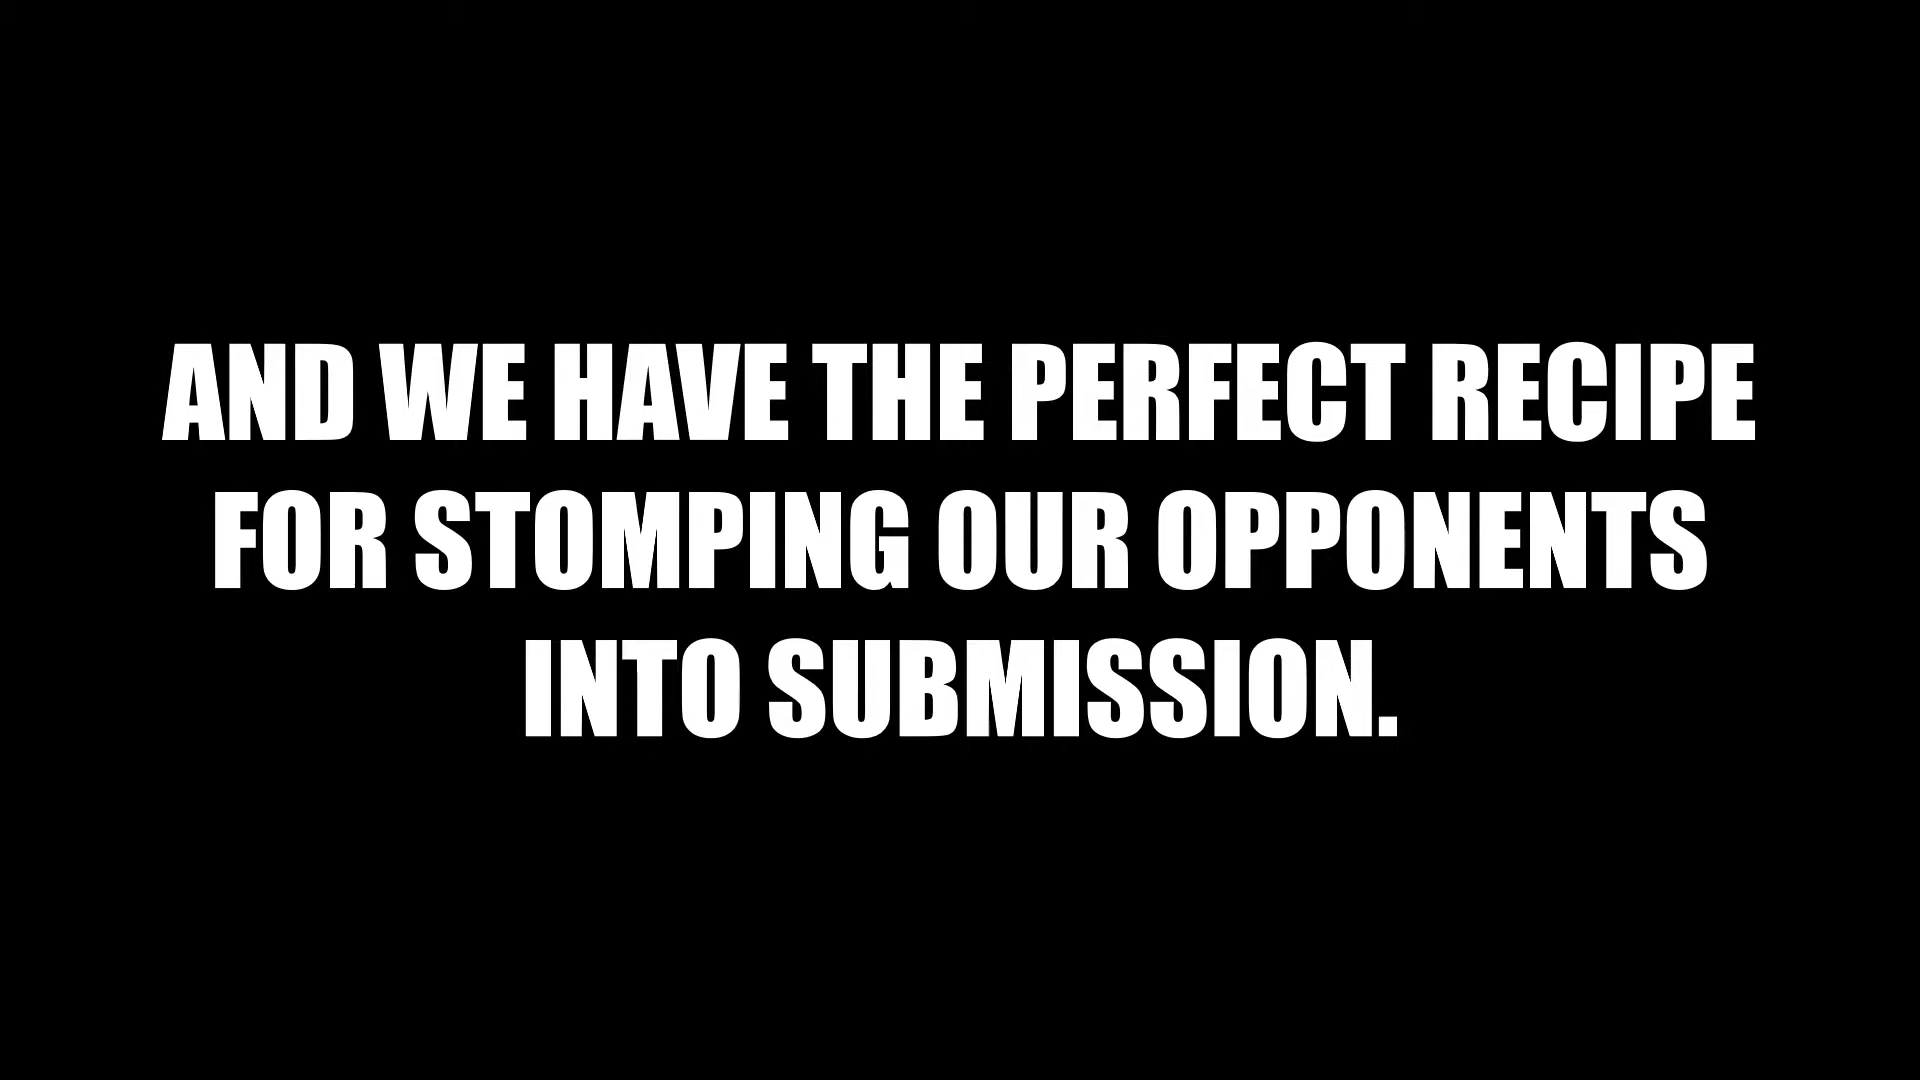 AND WE HAVE THE PERFECT RECIPE
FOR STOMPING OUR OPPONENTS
INTO SUBMISSION.